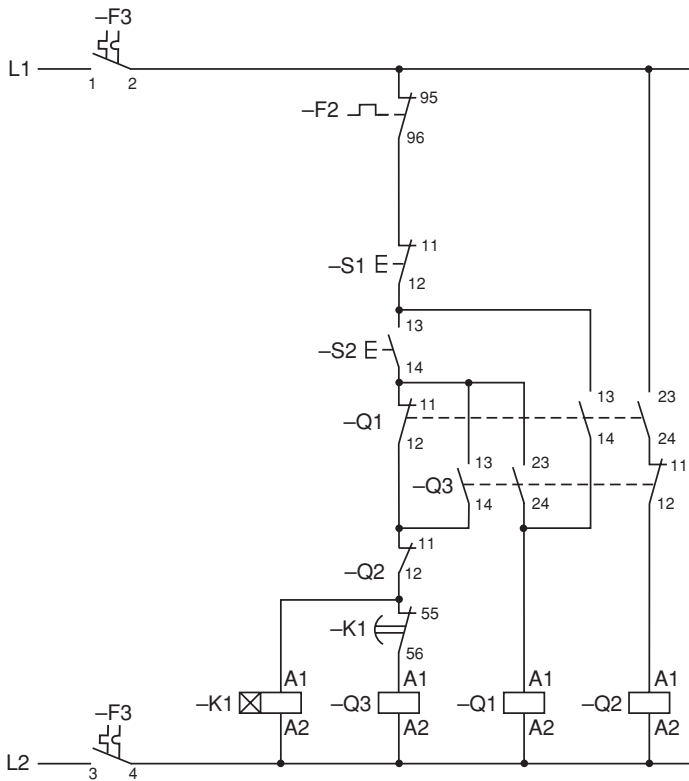 –F3
L1
1 2
95
–F2
96
11
–S1
12
13
–S2
14
11 13 23
–Q1
12 14 24
13 23 11
–Q3
14 24 12
11
–Q2
12
55
–K1
56
A1 A1 A1 A1
–K1 –Q3 –Q1 –Q2
A2 A2 A2 A2
–F3
L2
3 4